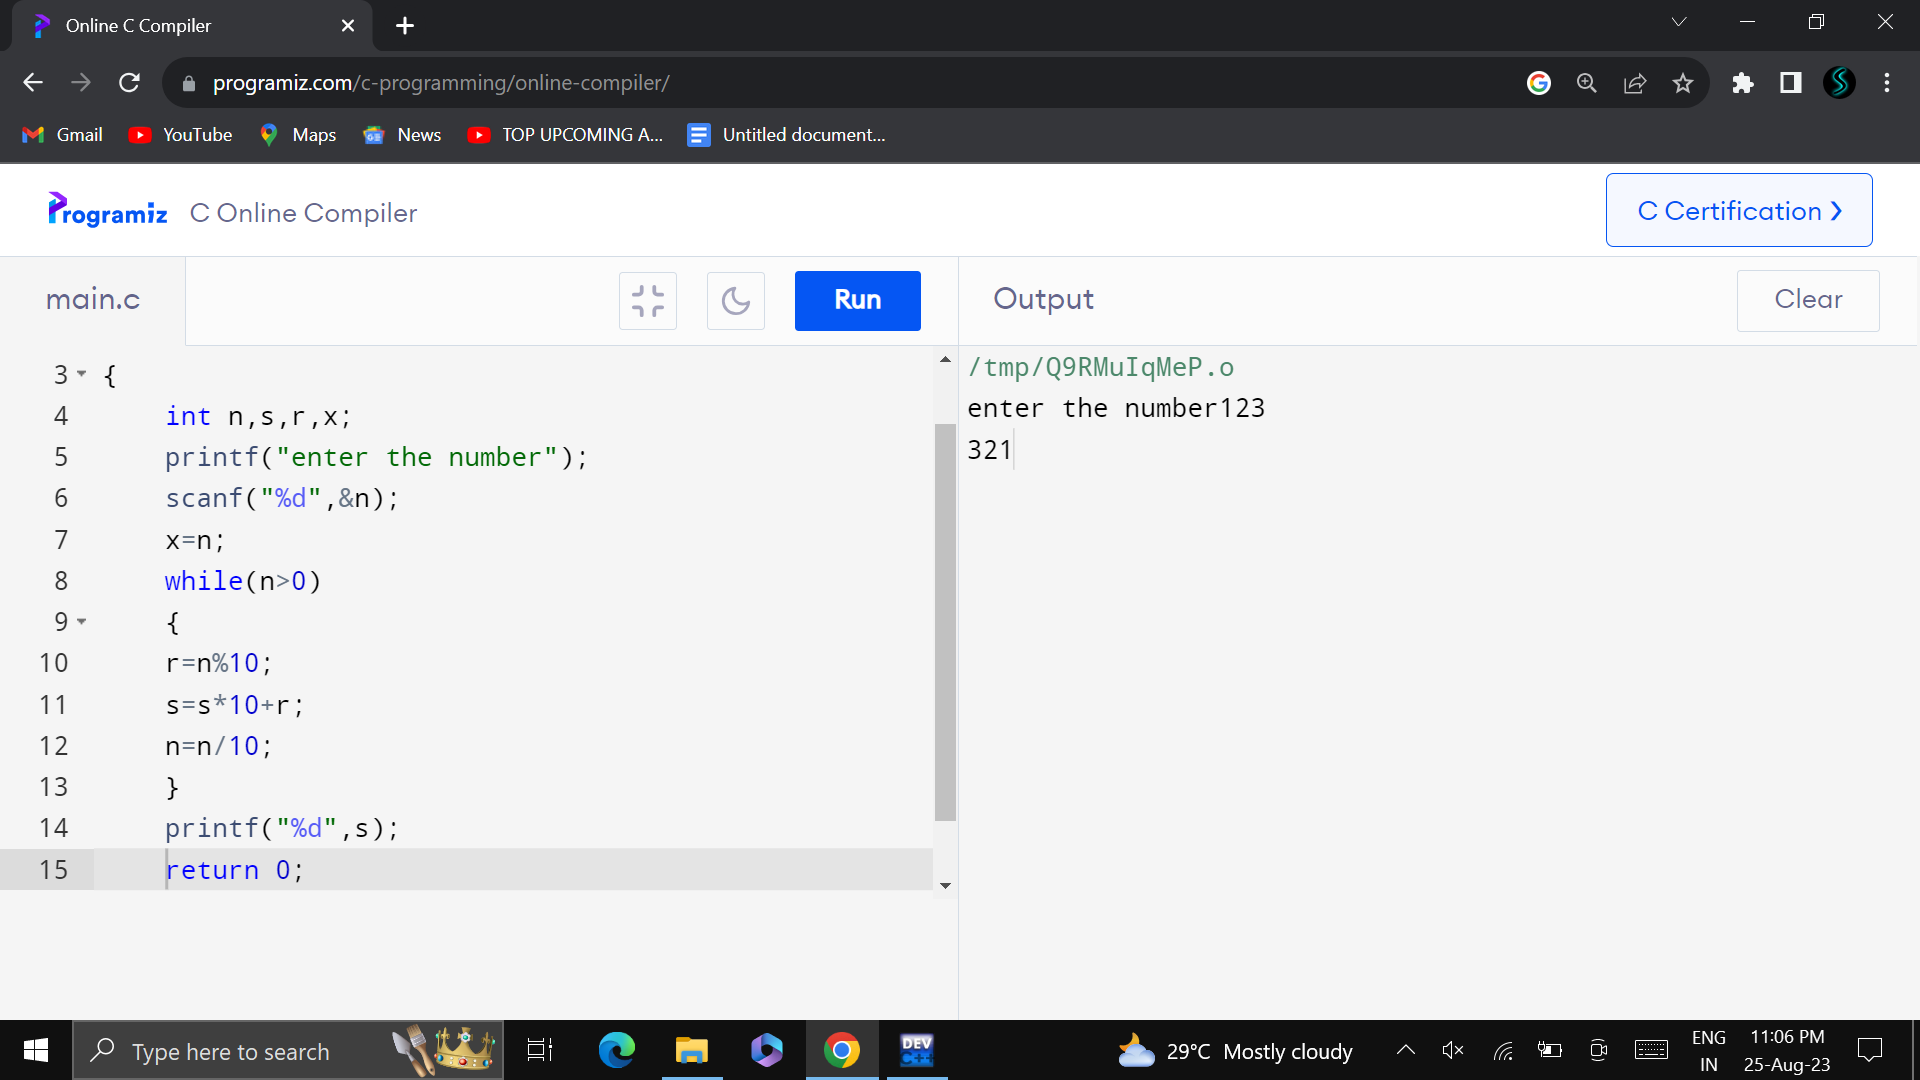 Online C Compiler
programiz.com/c-programming/online-compiler/
Gmail YouTube Maps News TOP UPCOMING A... Untitled document...
Programiz C Online Compiler C Certification
main.c Run Output Clear
3 {
4 int n,s,r,x;
5 printf("enter the number");
6 scanf("%d",&n);
7 x=n;
8 while(n>0)
9 {
10 r=n%10;
11 s=s*10+r;
12 n=n/10;
13 }
14 printf("%d",s);
15 return 0;
/tmp/Q9RMuIqMeP.o
enter the number123
321
Type here to search
DEV
C++
29°C Mostly cloudy
ENG
IN
11:06 PM
25-Aug-23